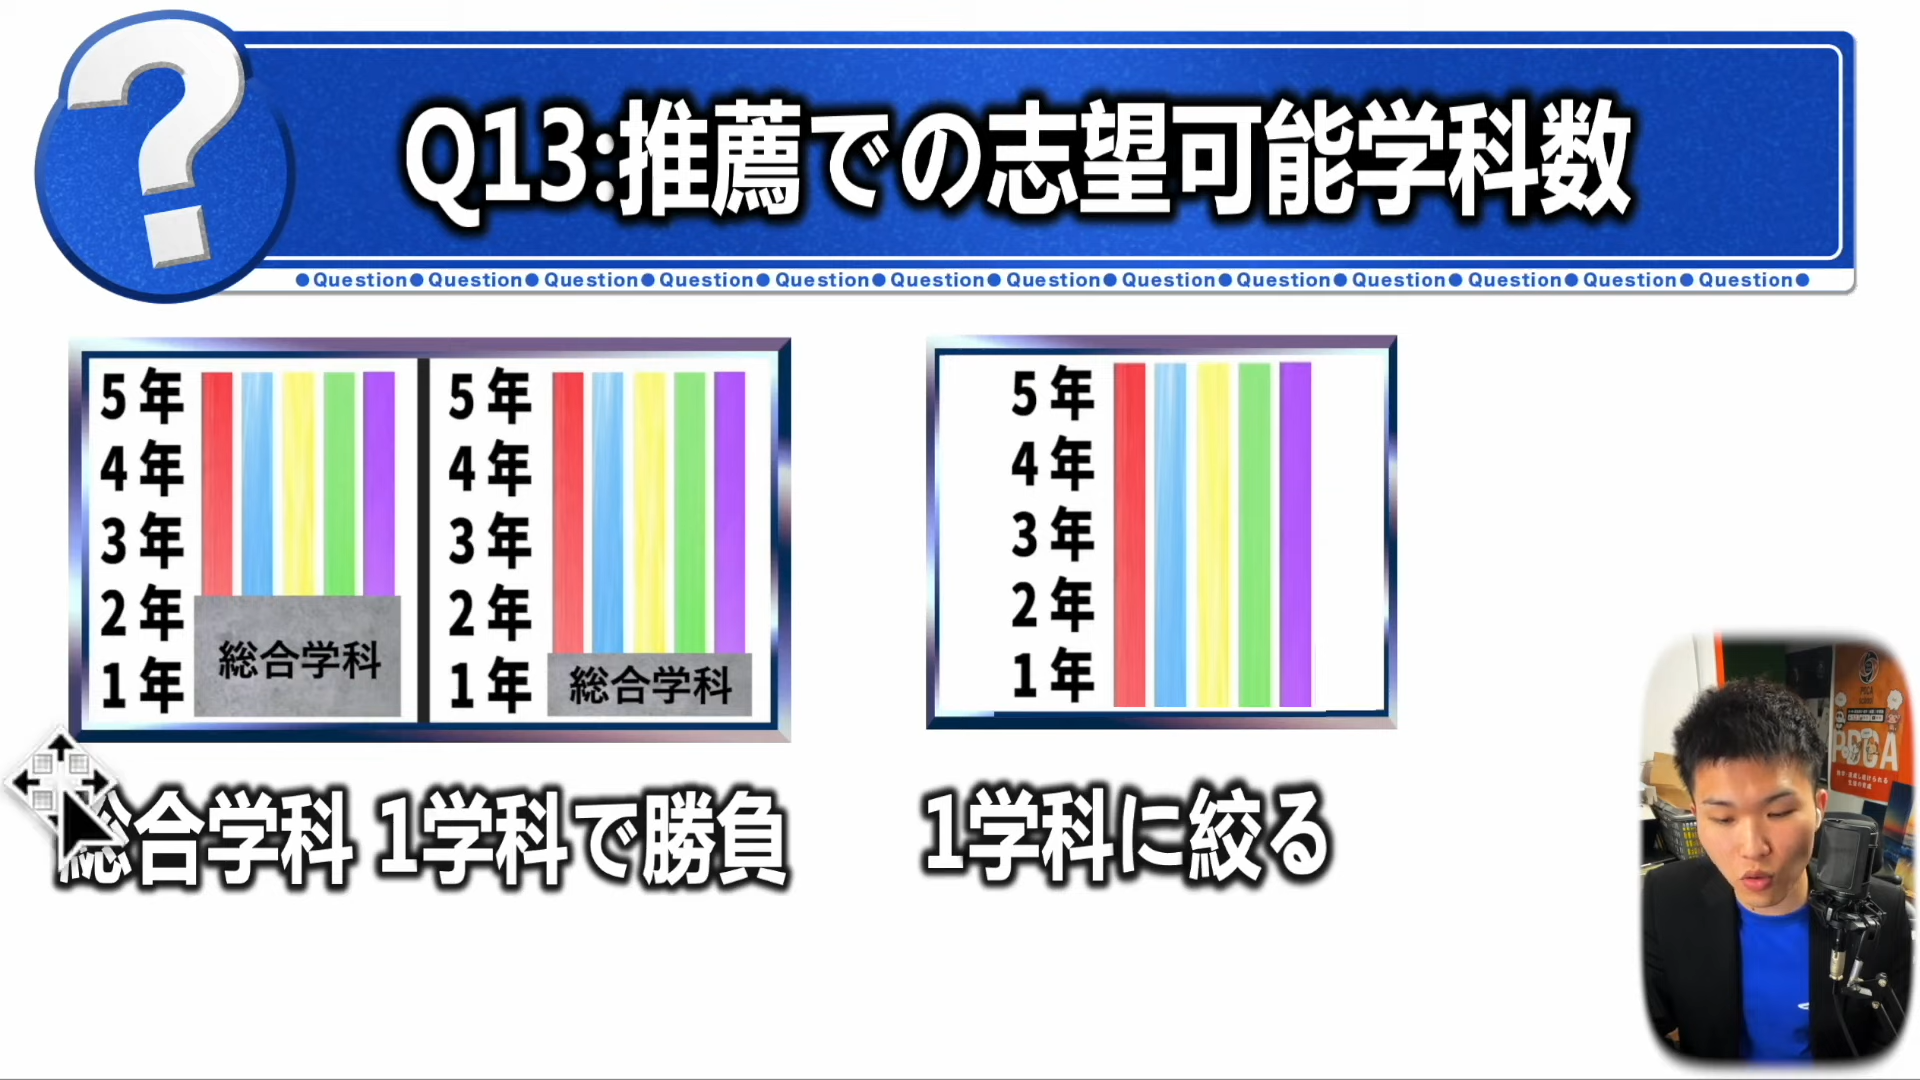 Q13:推薦での志望可能学科数
●Question●Question●Question●Question●Question●Question●Question●Question●Question●Question●Question●Question●Question●
5年
4年
3年
2年
1年
総合学科
5年
4年
3年
2年
1年
総合学科
5年
4年
3年
2年
1年
総合学科 1学科で勝負
1学科に絞る